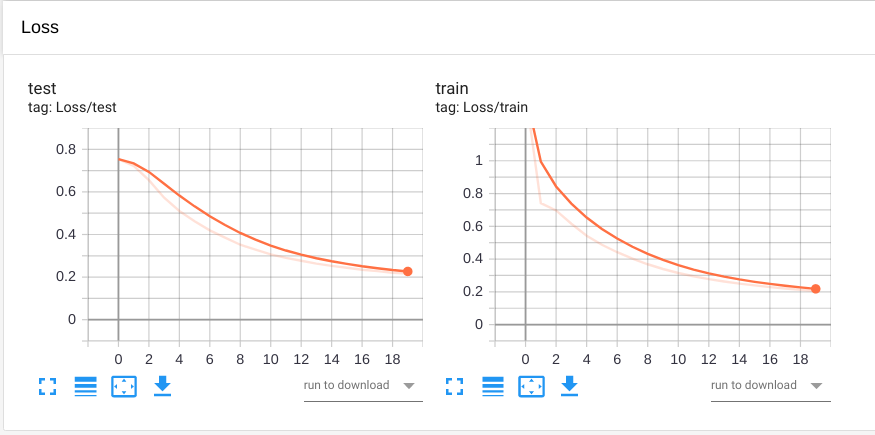 Loss
test
tag: Loss/test
0.8
0.6
0.4
0.2
0
0 2 4 6 8 10 12 14 16 18
run to download
train
tag: Loss/train
1
0.8
0.6
0.4
0.2
0
0 2 4 6 8 10 12 14 16 18
run to download